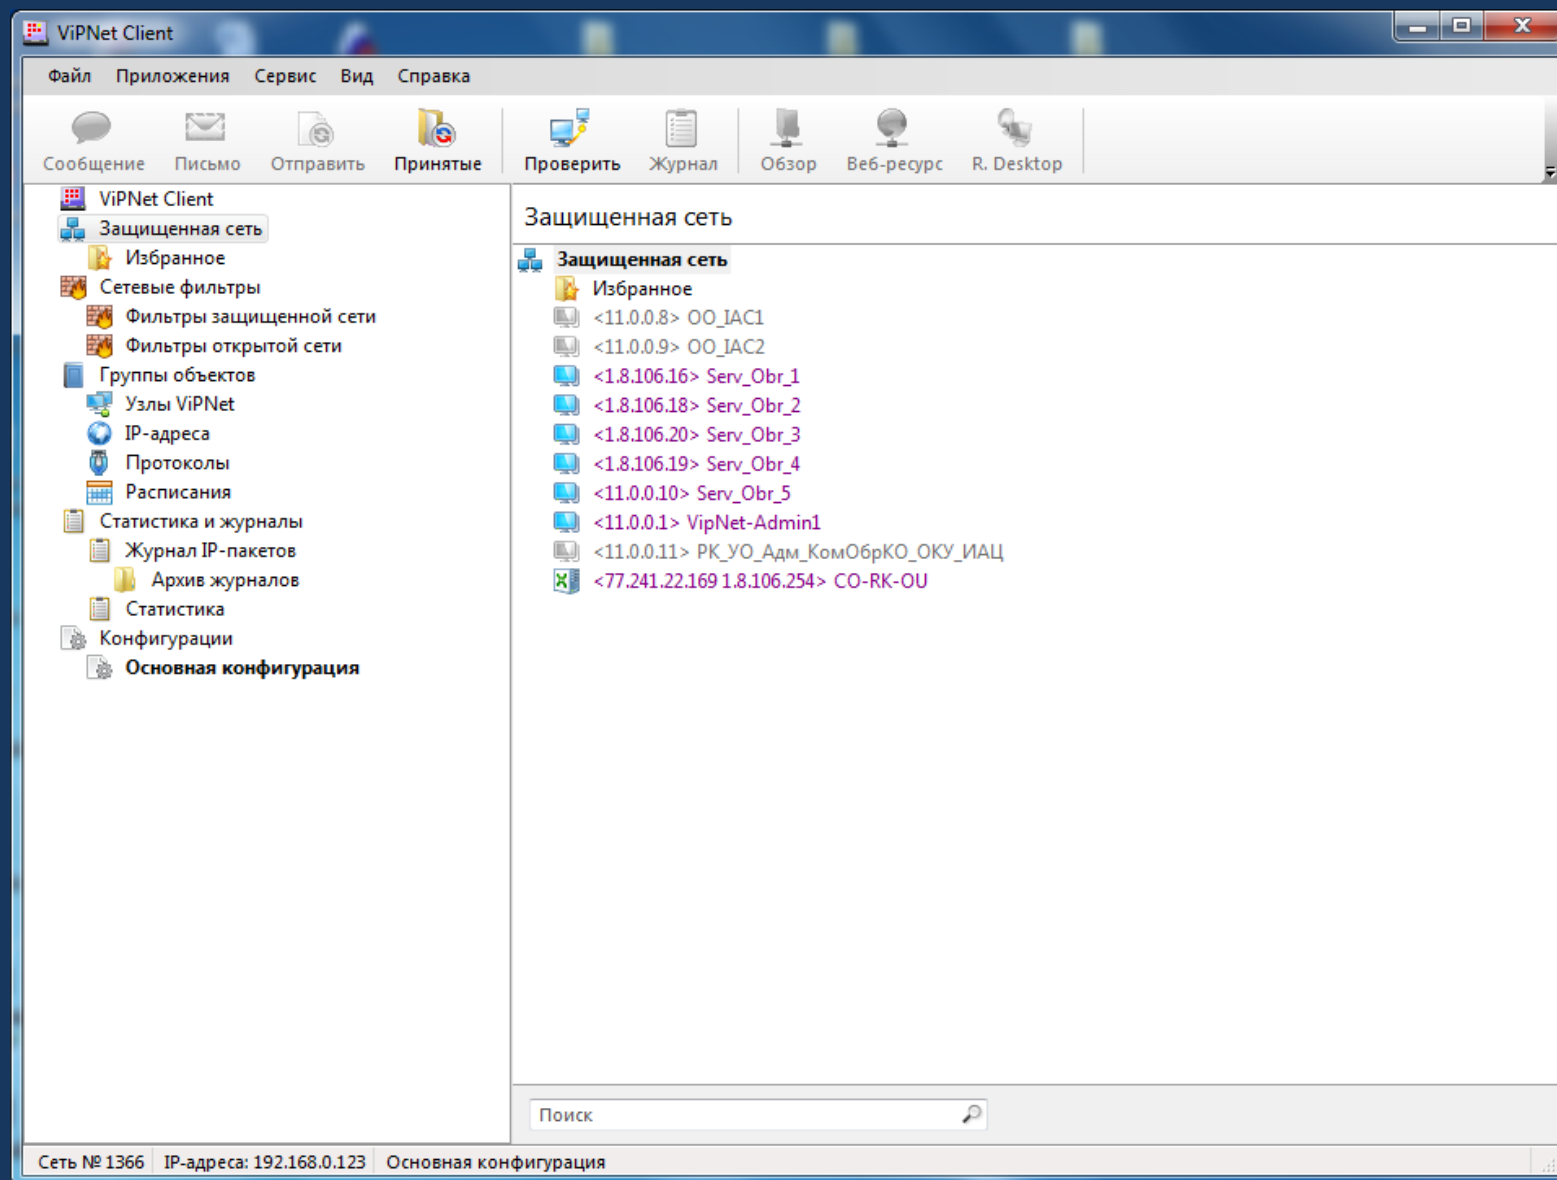 ViPNet Client
Файл Приложения Сервис Вид Справка
Сообщение Письмо Отправить Принятые Проверить Журнал Обзор Веб-ресурс R. Desktop
ViPNet Client
Защищенная сеть
Избранное
Сетевые фильтры
Фильтры защищенной сети
Фильтры открытой сети
Группы объектов
Узлы ViPNet
IP-адреса
Протоколы
Расписания
Статистика и журналы
Журнал IP-пакетов
Архив журналов
Статистика
Конфигурации
Основная конфигурация
Защищенная сеть
Защищенная сеть
Избранное
<11.0.0.8> OO_IAC1
<11.0.0.9> OO_IAC2
<1.8.106.16> Serv_Obr_1
<1.8.106.18> Serv_Obr_2
<1.8.106.20> Serv_Obr_3
<1.8.106.19> Serv_Obr_4
<11.0.0.10> Serv_Obr_5
<11.0.0.1> VipNet-Admin1
<11.0.0.11> РК_УО_Адм_КомОбрКО_ОКУ_ИАЦ
<77.241.22.169 1.8.106.254> CO-RK-OU
Поиск
Сеть № 1366 IP-адреса: 192.168.0.123 Основная конфигурация